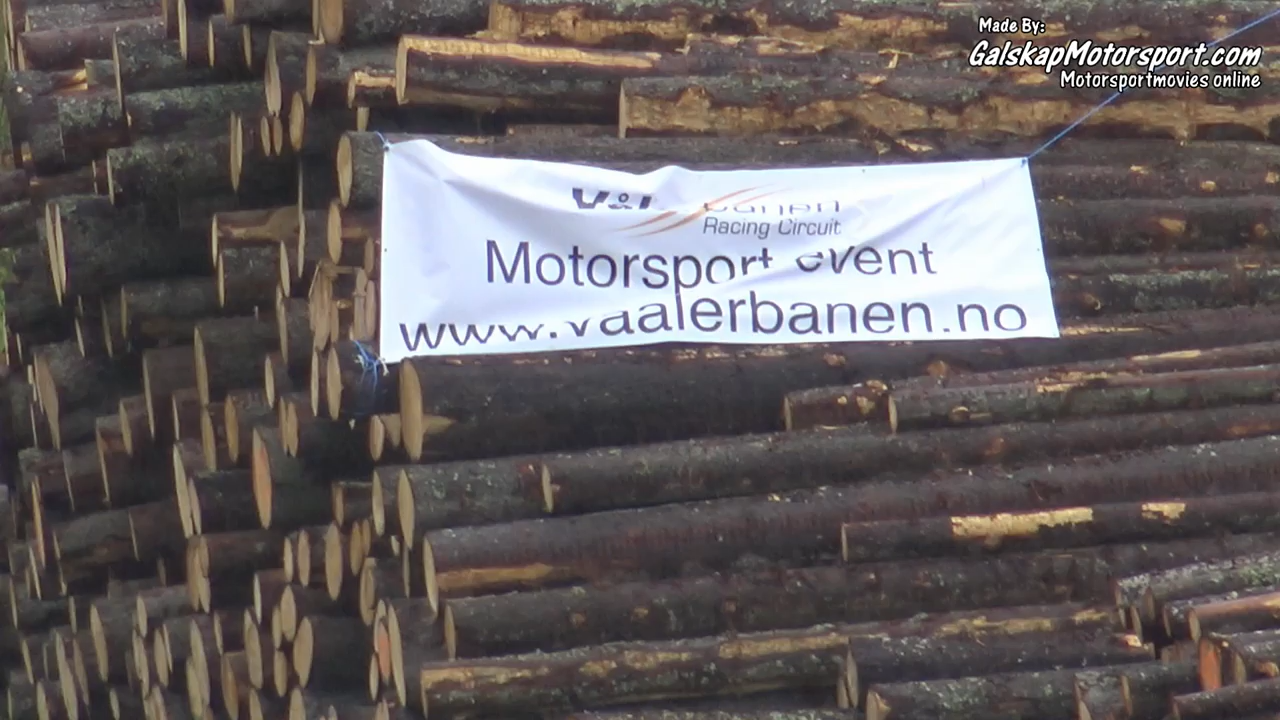 Made By:
GalskapMotorsport.com
Motorsportmovies online
Racing Circuit
Motorsport event
www.vaalerbanen.no